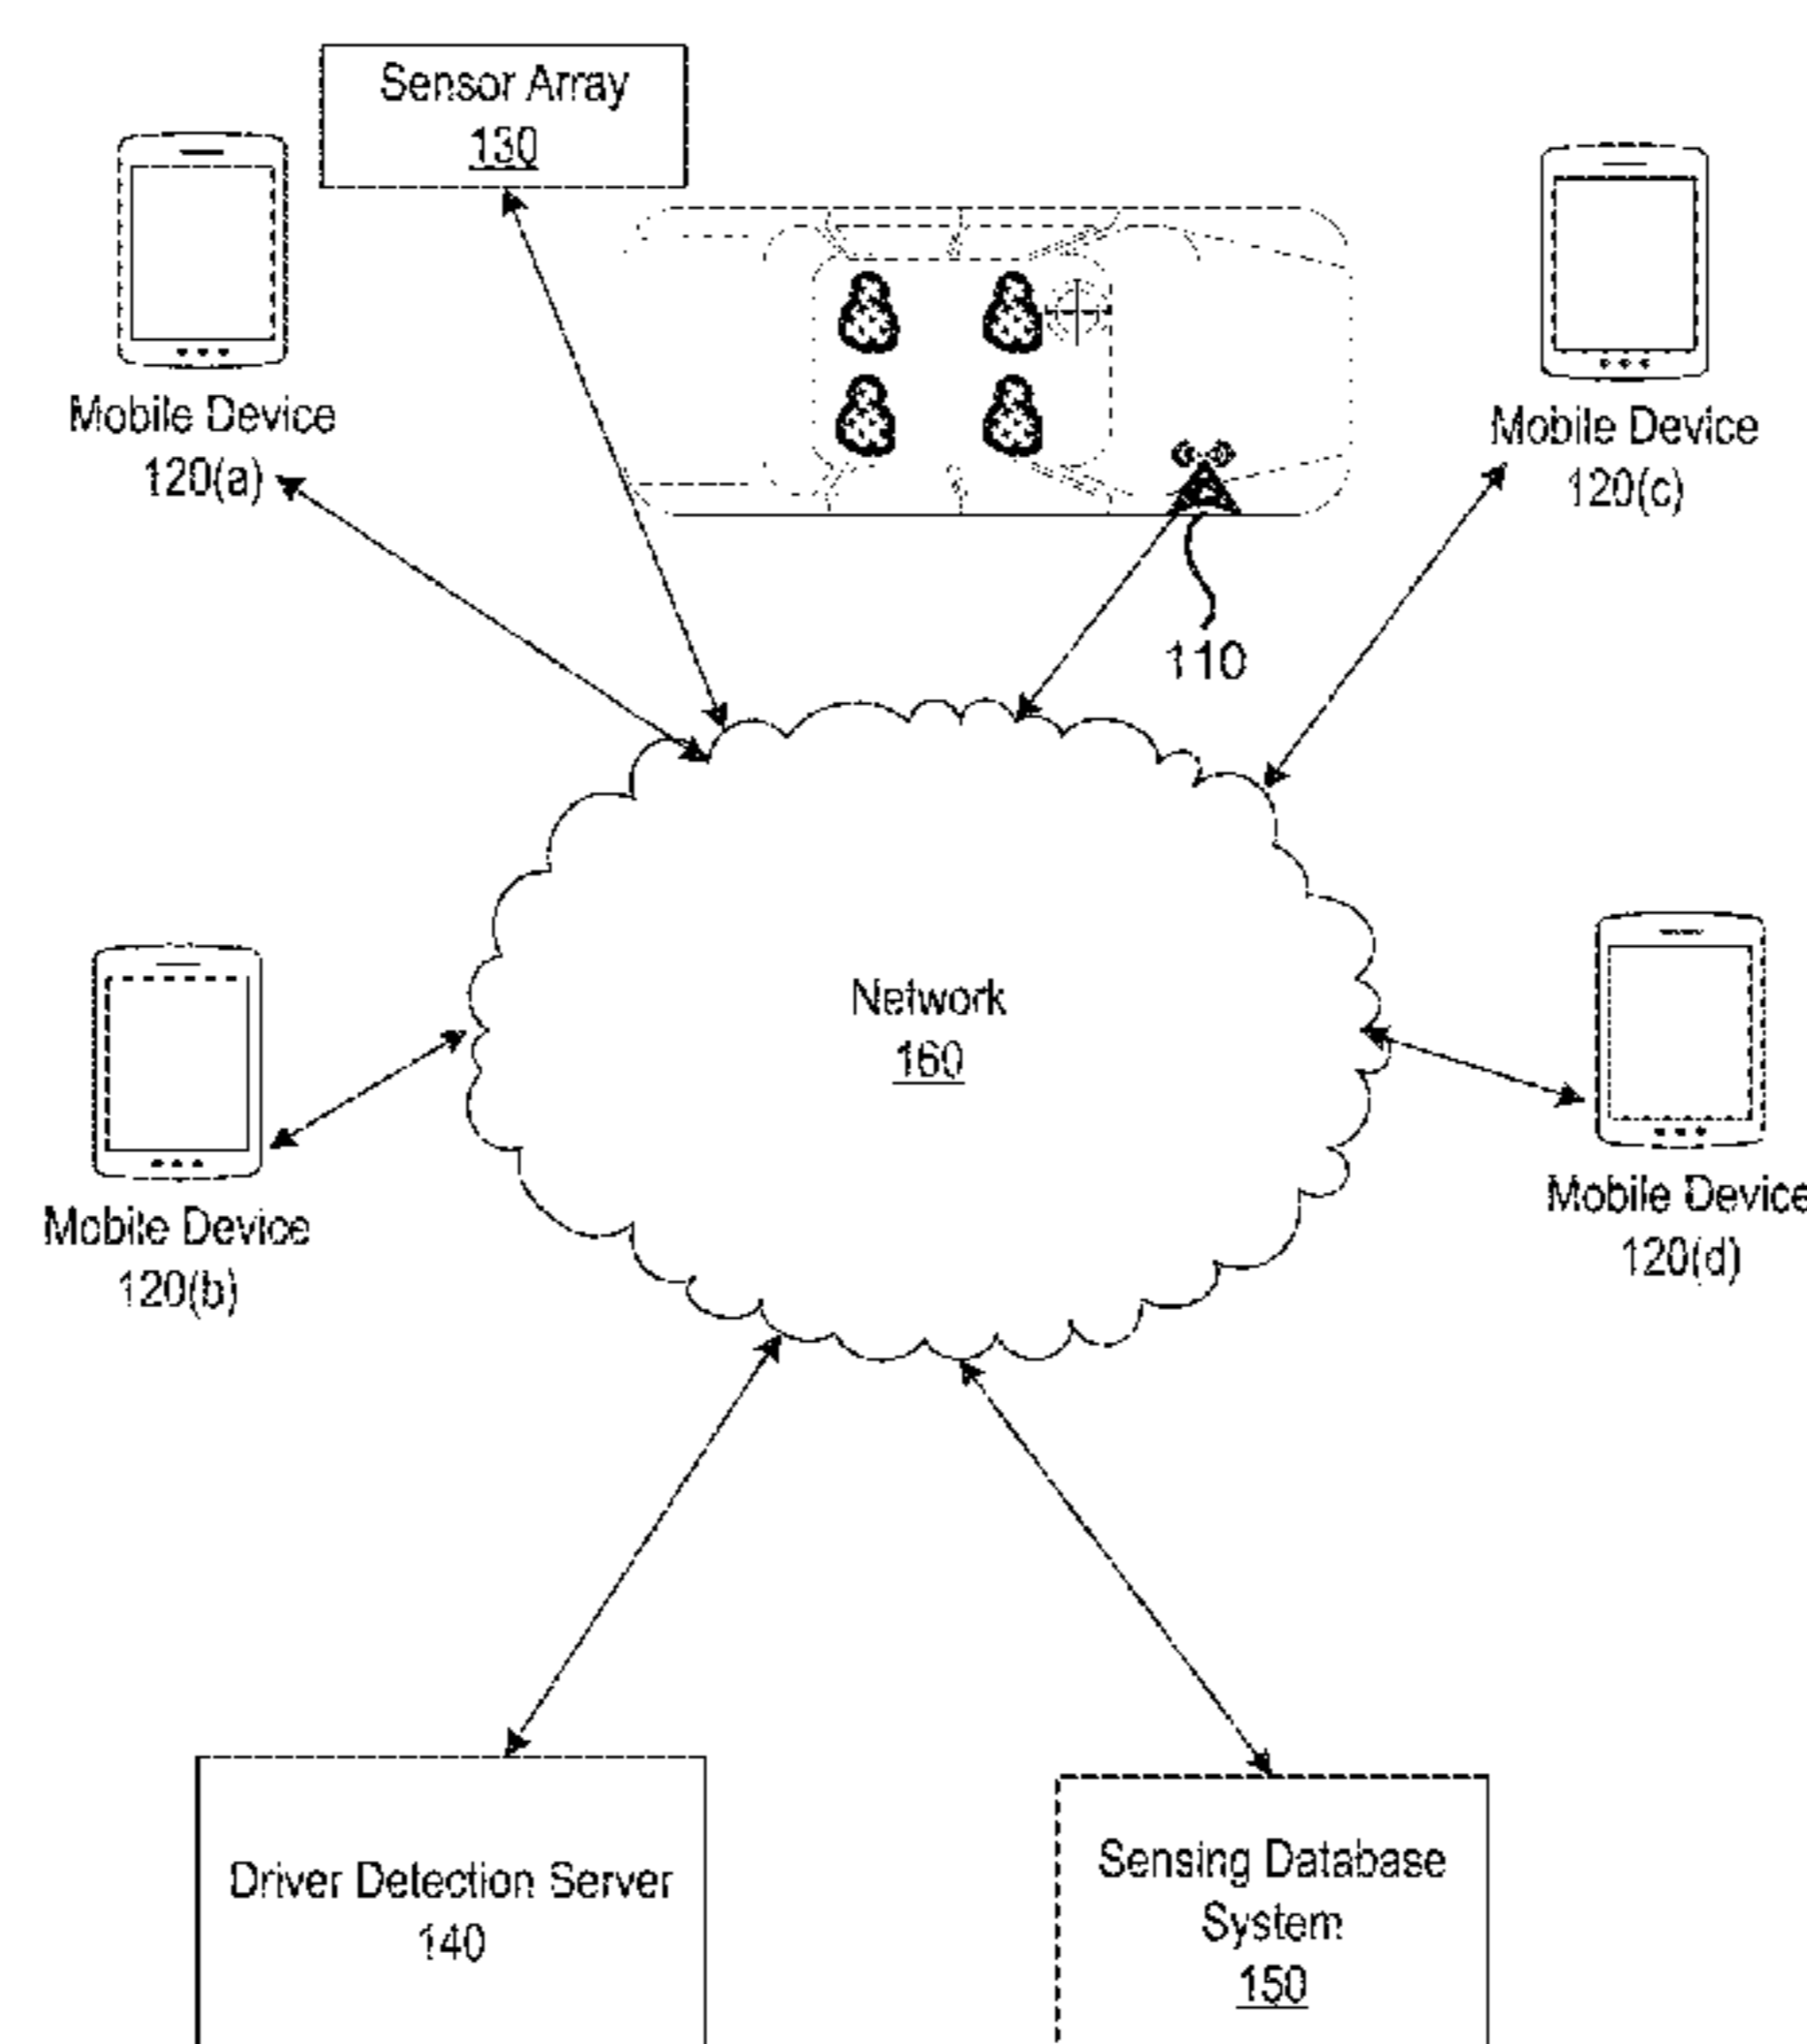 Sensor Array
130
Mobile Device
120(a)
Mobile Device
120(c)
110
Network
160
Mobile Device
120(b)
Mobile Device
120(d)
Driver Detection Server
140
Sensing Database
System
150